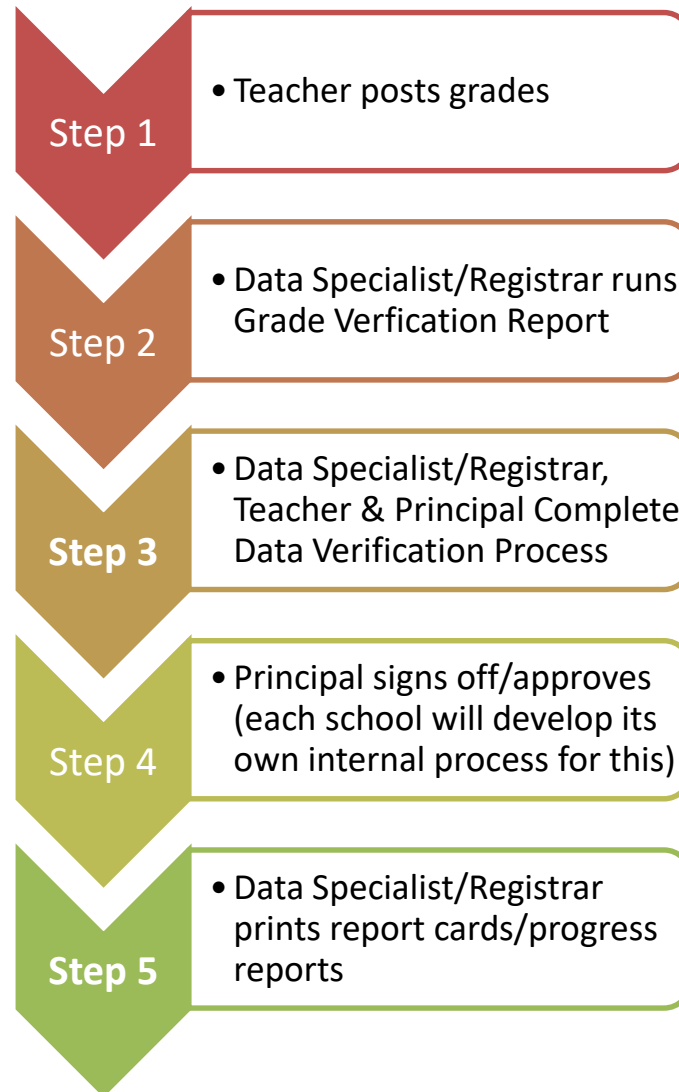 Step 1
• Teacher posts grades
Step 2
• Data Specialist/Registrar runs
Grade Verfication Report
Step 3
• Data Specialist/Registrar,
Teacher & Principal Complete
Data Verification Process
Step 4
• Principal signs off/approves
(each school will develop its
own internal process for this)
Step 5
• Data Specialist/Registrar
prints report cards/progress
reports